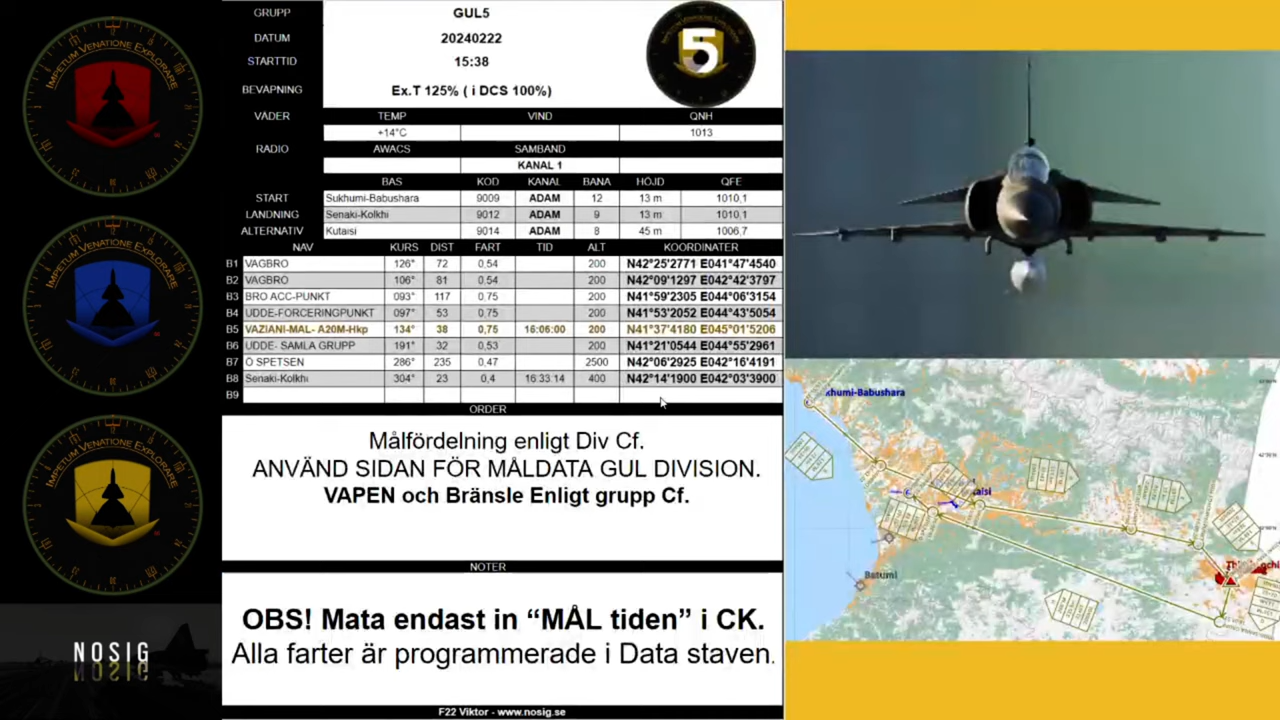 IMPETUM VENATIONE EXPLORARE
IMPETUM VENATIONE EXPLORARE
IMPETUM VENATIONE EXPLORARE
NOSIG
GRUPP GUL5
DATUM 20240222
STARTTID 15:38
BEVÄPNING Ex.T 125% ( i DCS 100%)
5
VÄDER TEMP VIND QNH
+14°C 1013
RADIO AWACS SAMBAND
KANAL 1
BAS KOD KANAL BANA HÖJD QFE
START Sukhumi-Babushara 9009 ADAM 12 13 m 1010,1
LANDNING Senaki-Kolkhi 9012 ADAM 9 13 m 1010,1
ALTERNATIV Kutaisi 9014 ADAM 8 45 m 1006,7
NAV KURS DIST FART TID ALT KOORDINATER
B1 VÄGBRO 126° 72 0,54 200 N42°25'2771 E041°47'4540
B2 VÄGBRO 106° 81 0,54 200 N42°09'1297 E042°42'3797
B3 BRO ACC-PUNKT 093° 117 0,75 200 N41°59'2305 E044°06'3154
B4 UDDE-FORCERINGPUNKT 097° 53 0,75 200 N41°53'2052 E044°43'5054
B5 VAZIANI-MÅL- A20M-Hkp 134° 38 0,75 16:06:00 200 N41°37'4180 E045°01'5206
B6 UDDE- SAMLA GRUPP 191° 32 0,53 200 N41°21'0544 E044°55'2961
B7 Ö SPETSEN 286° 235 0,47 2500 N42°06'2925 E042°16'4191
B8 Senaki-Kolkhi 304° 23 0,4 16:33.14 400 N42°14'1900 E042°03'3900
B9
ORDER
Målfördelning enligt Div Cf.
ANVÄND SIDAN FÖR MÅLDATA GUL DIVISION.
VAPEN och Bränsle Enligt grupp Cf.
NOTER
OBS! Mata endast in “MÅL tiden” i CK.
Alla farter är programmerade i Data staven.
F22 Viktor - www.nosig.se
khumi-Babushara
aisi
Batumi